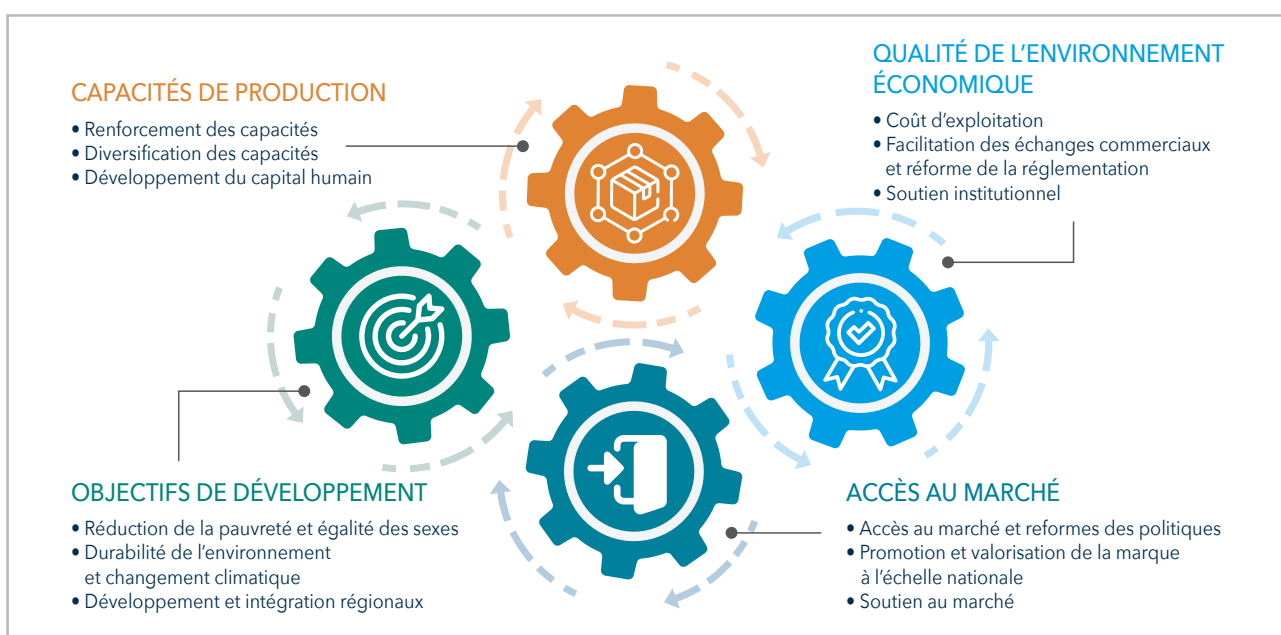 CAPACITÉS DE PRODUCTION
• Renforcement des capacités
• Diversification des capacités
• Développement du capital humain
QUALITÉ DE L’ENVIRONNEMENT
ÉCONOMIQUE
• Coût d’exploitation
• Facilitation des échanges commerciaux
et réforme de la réglementation
• Soutien institutionnel
OBJECTIFS DE DÉVELOPPEMENT
• Réduction de la pauvreté et égalité des sexes
• Durabilité de l’environnement
et changement climatique
• Développement et intégration régionaux
ACCÈS AU MARCHÉ
• Accès au marché et reformes des politiques
• Promotion et valorisation de la marque
à l’échelle nationale
• Soutien au marché